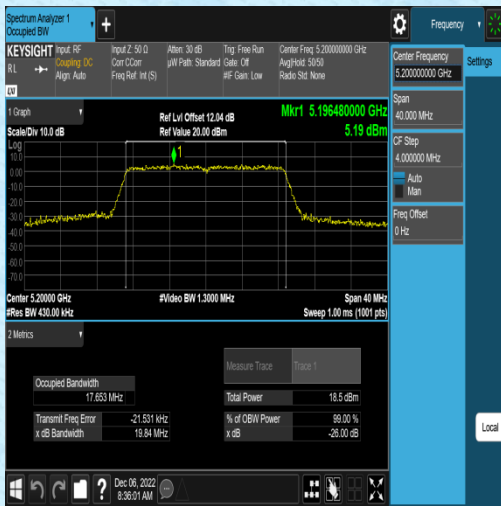 Spectrum Analyzer 1
Occupied BW
Frequency
KEYSIGHT
Input: RF
Input Z: 50 Ω
Atten: 30 dB
Trig: Free Run
Center Freq: 5.200000000 GHz
RL
Coupling: DC
Corr CCorr
µW Path: Standard
Gate: Off
Avg|Hold: 50/50
Align: Auto
Freq Ref: Int (S)
#IF Gain: Low
Radio Std: None
LXI
1 Graph
Scale/Div 10.0 dB
Ref Lvl Offset 12.04 dB
Ref Value 20.00 dBm
Mkr1 5.196480000 GHz
5.19 dBm
Log
10.0
0.00
-10.0
-20.0
-30.0
-40.0
-50.0
-60.0
-70.0
1
Center 5.20000 GHz
#Video BW 1.3000 MHz
Span 40 MHz
#Res BW 430.00 kHz
Sweep 1.00 ms (1001 pts)
2 Metrics
Measure Trace
Trace 1
Occupied Bandwidth
17.653 MHz
Total Power
18.5 dBm
Transmit Freq Error
-21.531 kHz
% of OBW Power
99.00 %
x dB Bandwidth
19.84 MHz
x dB
-26.00 dB
Dec 06, 2022
8:36:01 AM
?
Center Frequency
5.200000000 GHz
Settings
Span
40.000 MHz
CF Step
4.000000 MHz
Auto
Man
Freq Offset
0 Hz
Local